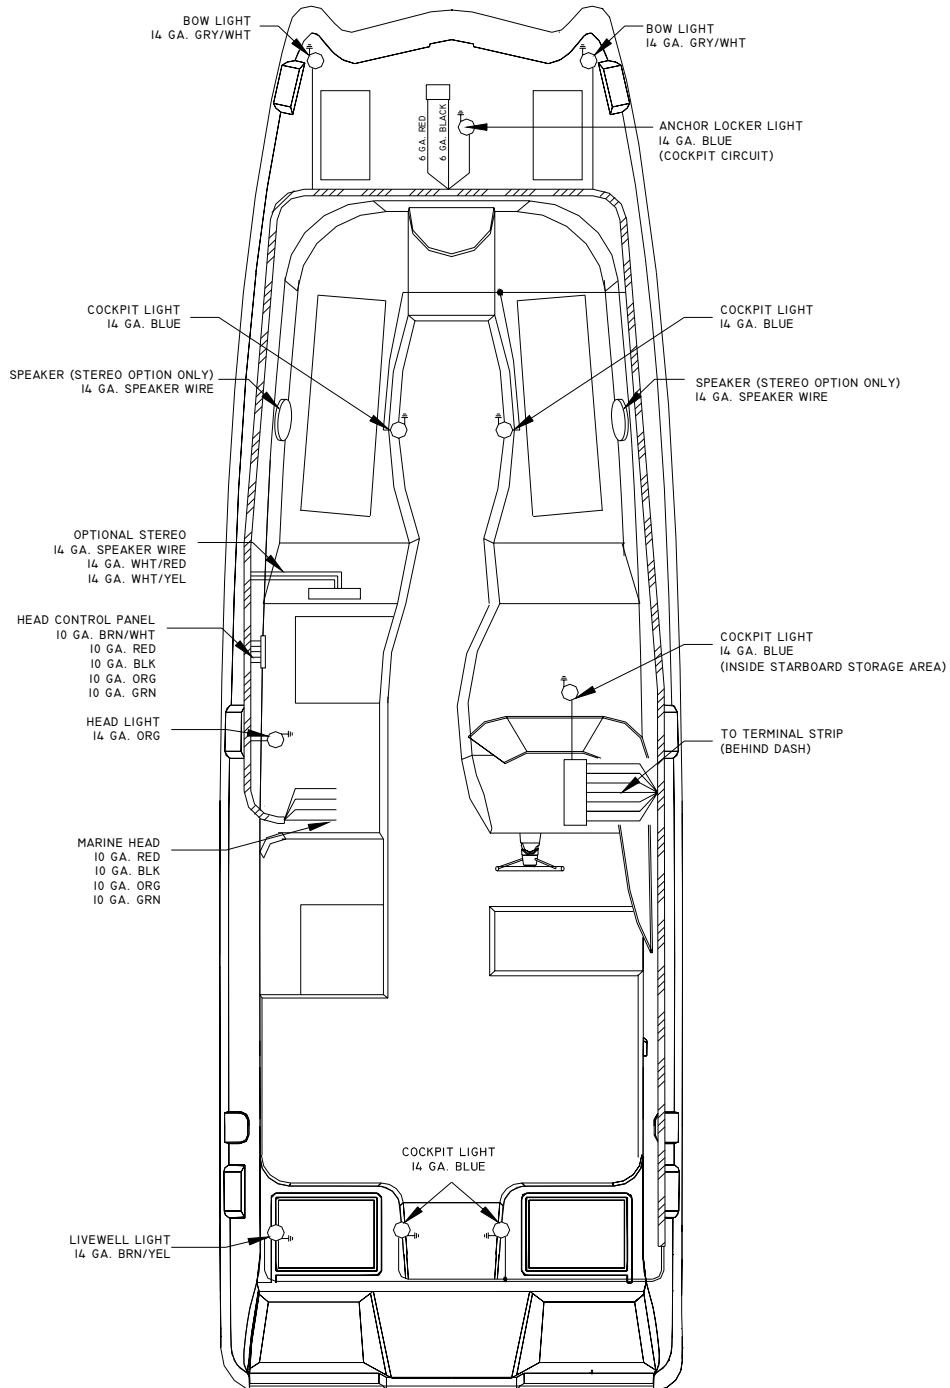 BOW LIGHT
14 GA. GRY/WHT
BOW LIGHT
14 GA. GRY/WHT
6 GA. RED
6 GA. BLACK
ANCHOR LOCKER LIGHT
14 GA. BLUE
(COCKPIT CIRCUIT)
COCKPIT LIGHT
14 GA. BLUE
COCKPIT LIGHT
14 GA. BLUE
SPEAKER (STEREO OPTION ONLY)
14 GA. SPEAKER WIRE
SPEAKER (STEREO OPTION ONLY)
14 GA. SPEAKER WIRE
OPTIONAL STEREO
14 GA. SPEAKER WIRE
14 GA. WHT/RED
14 GA. WHT/YEL
HEAD CONTROL PANEL
10 GA. BRN/WHT
10 GA. RED
10 GA. BLK
10 GA. ORG
10 GA. GRN
COCKPIT LIGHT
14 GA. BLUE
(INSIDE STARBOARD STORAGE AREA)
HEAD LIGHT
14 GA. ORG
TO TERMINAL STRIP
(BEHIND DASH)
MARINE HEAD
10 GA. RED
10 GA. BLK
10 GA. ORG
10 GA. GRN
COCKPIT LIGHT
14 GA. BLUE
LIVEWELL LIGHT
14 GA. BRN/YEL